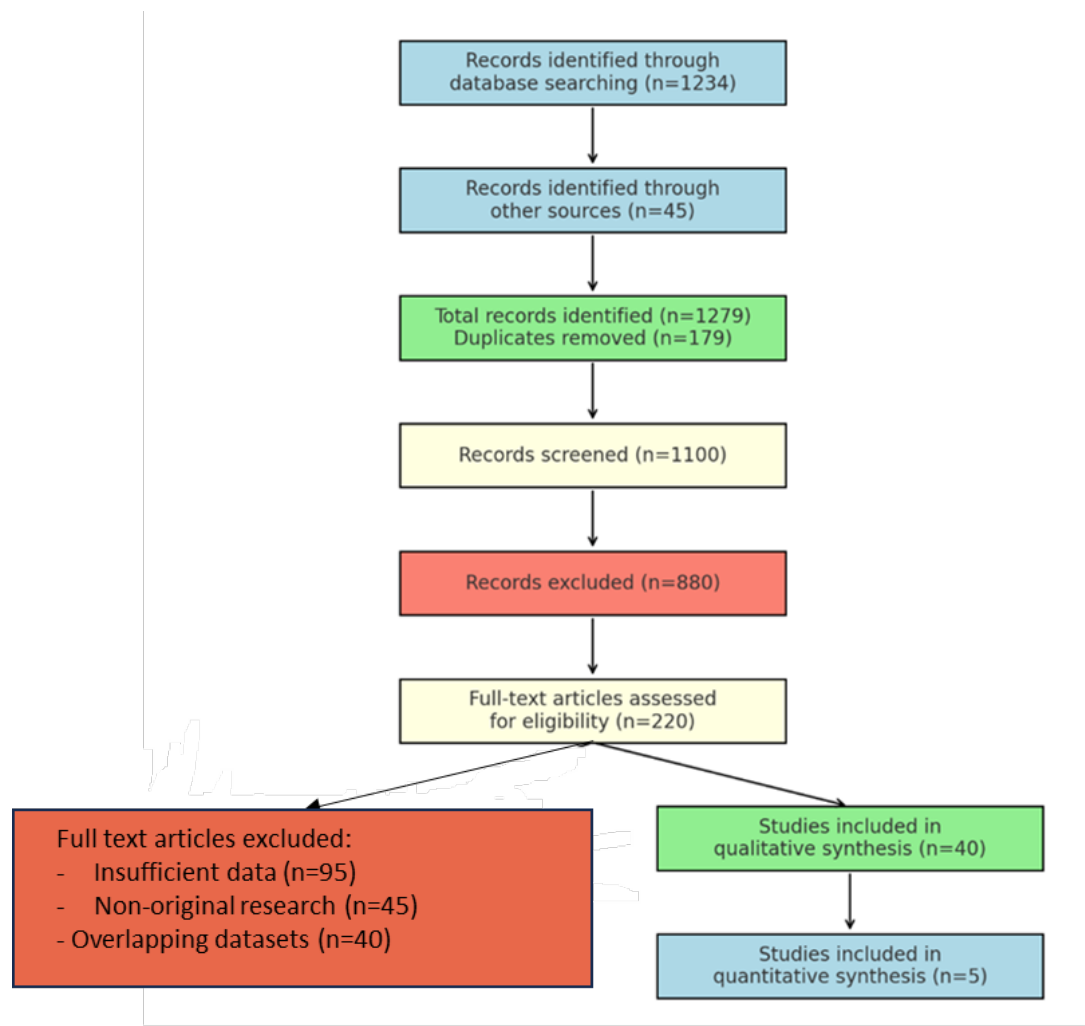 Records identified through
database searching (n=1234)
Records identified through
other sources (n=45)
Total records identified (n=1279)
Duplicates removed (n=179)
Records screened (n=1100)
Records excluded (n=880)
Full-text articles assessed
for eligibility (n=220)
Full text articles excluded:
- Insufficient data (n=95)
- Non-original research (n=45)
- Overlapping datasets (n=40)
Studies included in
qualitative synthesis (n=40)
Studies included in
quantitative synthesis (n=5)